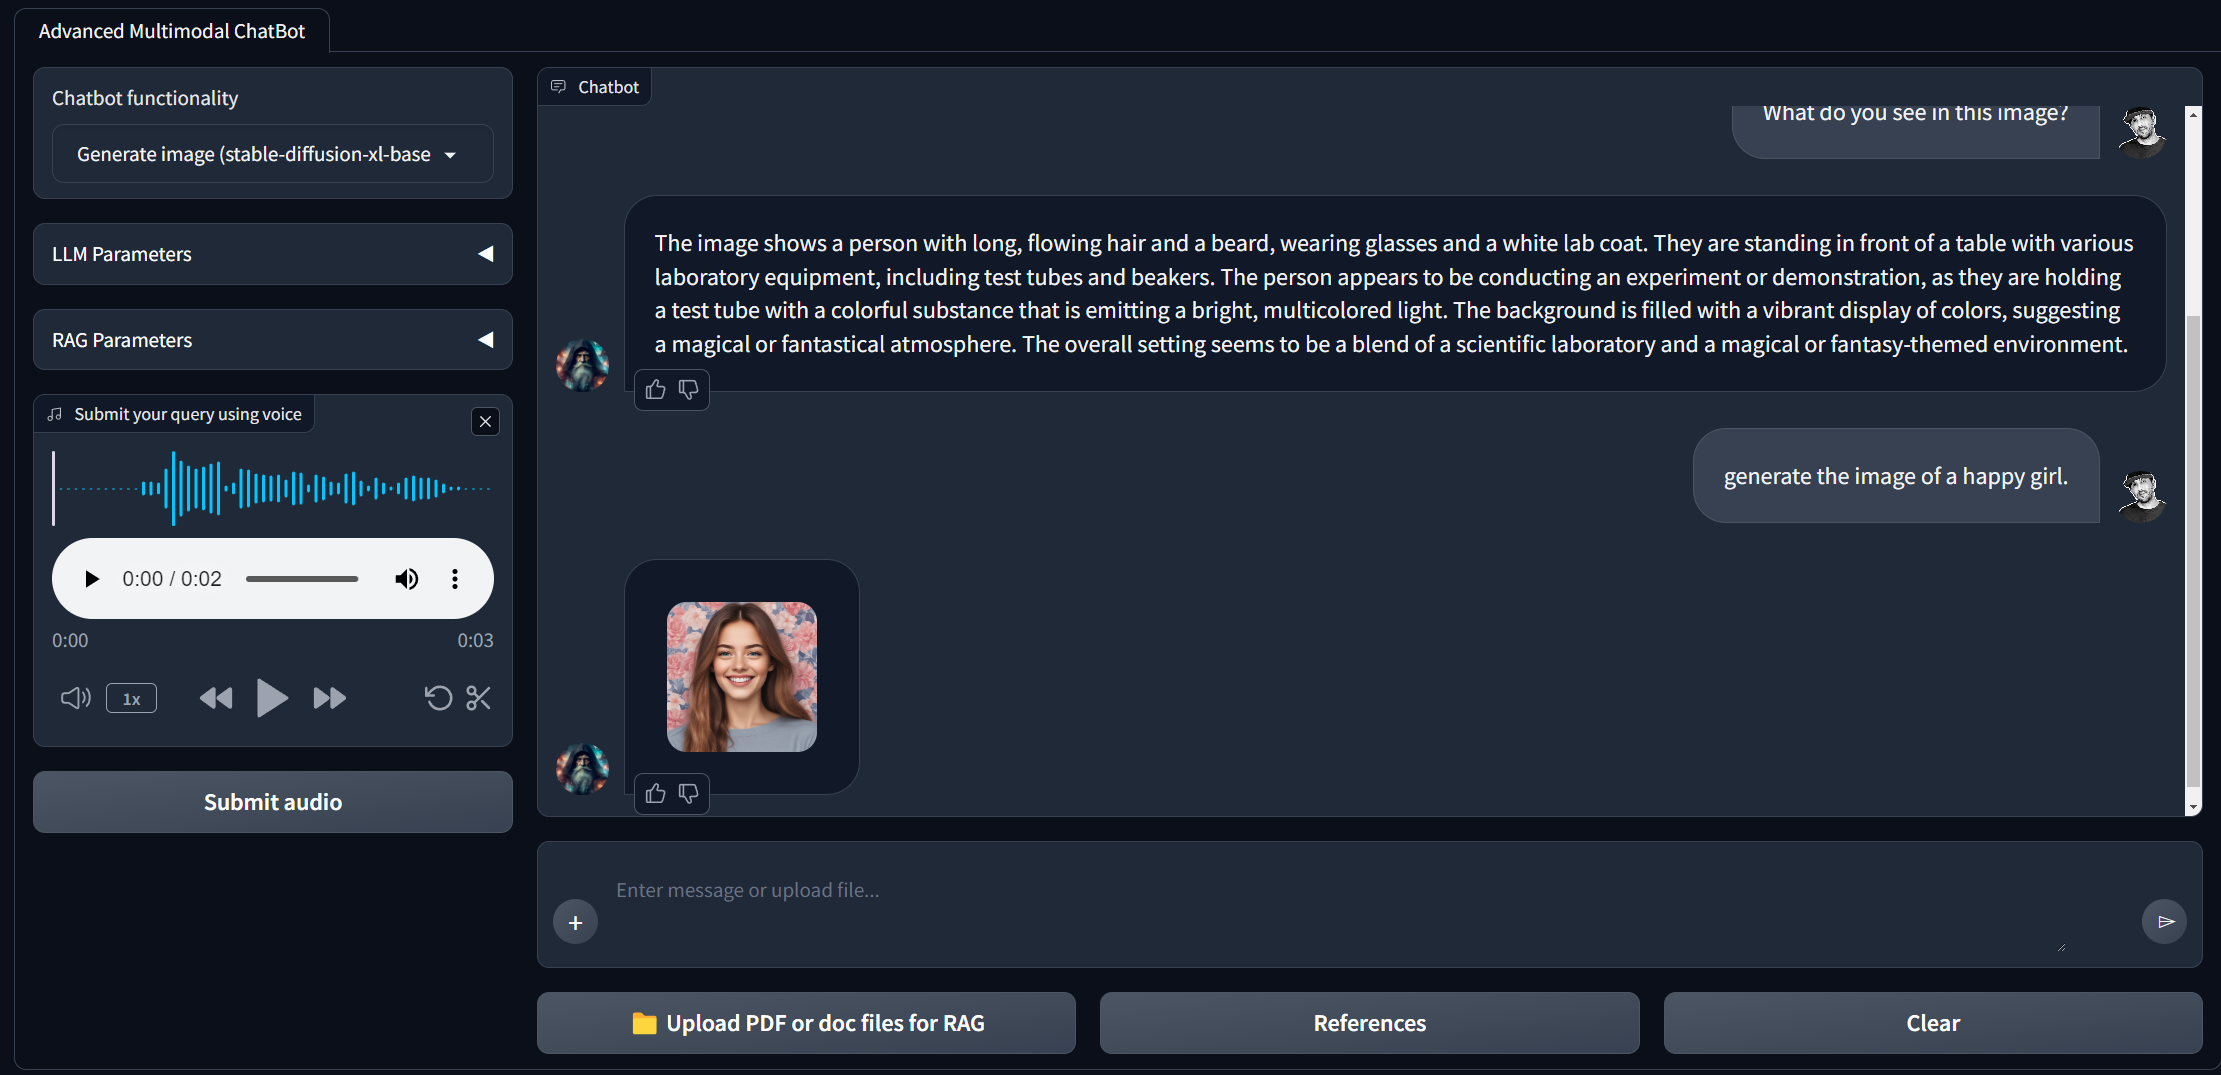 Advanced Multimodal ChatBot
Chatbot functionality
Generate image (stable-diffusion-xl-base
LLM Parameters
RAG Parameters
Submit your query using voice
0:00 / 0:02
0:00
0:03
1x
Submit audio
Chatbot
What do you see in this image?
The image shows a person with long, flowing hair and a beard, wearing glasses and a white lab coat. They are standing in front of a table with various
laboratory equipment, including test tubes and beakers. The person appears to be conducting an experiment or demonstration, as they are holding
a test tube with a colorful substance that is emitting a bright, multicolored light. The background is filled with a vibrant display of colors, suggesting
a magical or fantastical atmosphere. The overall setting seems to be a blend of a scientific laboratory and a magical or fantasy-themed environment.
generate the image of a happy girl.
Enter message or upload file...
Upload PDF or doc files for RAG
References
Clear